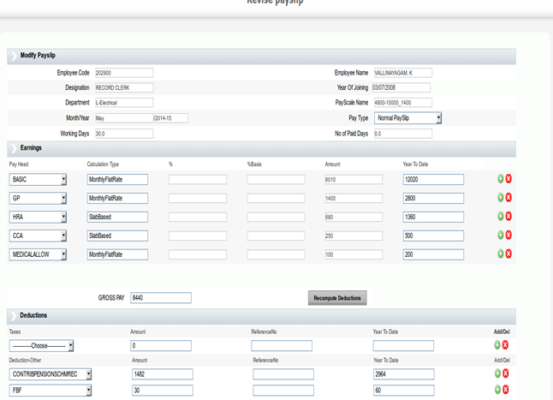 Revise payslip
Modify Payslip
Employee Code 202900 Employee Name VALLINAYAGAM. K
Designation RECORD CLERK Year Of Joining 03/07/2008
Department L-Electrical PayScale Name 4800-10000_1400
Month/Year May /2014-15 Pay Type Normal PaySlip
Working Days 30.0 No of Paid Days 0.0
Earnings
Pay Head Calculation Type % %Basis Amount Year To Date
BASIC MonthlyFlatRate 6010 12020
GP MonthlyFlatRate 1400 2800
HRA SlabBased 680 1360
CCA SlabBased 250 500
MEDICALALLOW MonthlyFlatRate 100 200
GROSS PAY 8440 Recompute Deductions
Deductions
Taxes Amount ReferenceNo Year To Date Add/Del
----------Choose---------- 0
Deduction-Other Amount ReferenceNo Year To Date Add/Del
CONTRIBPENSIONSCHMREC 1482 2964
FBF 30 60